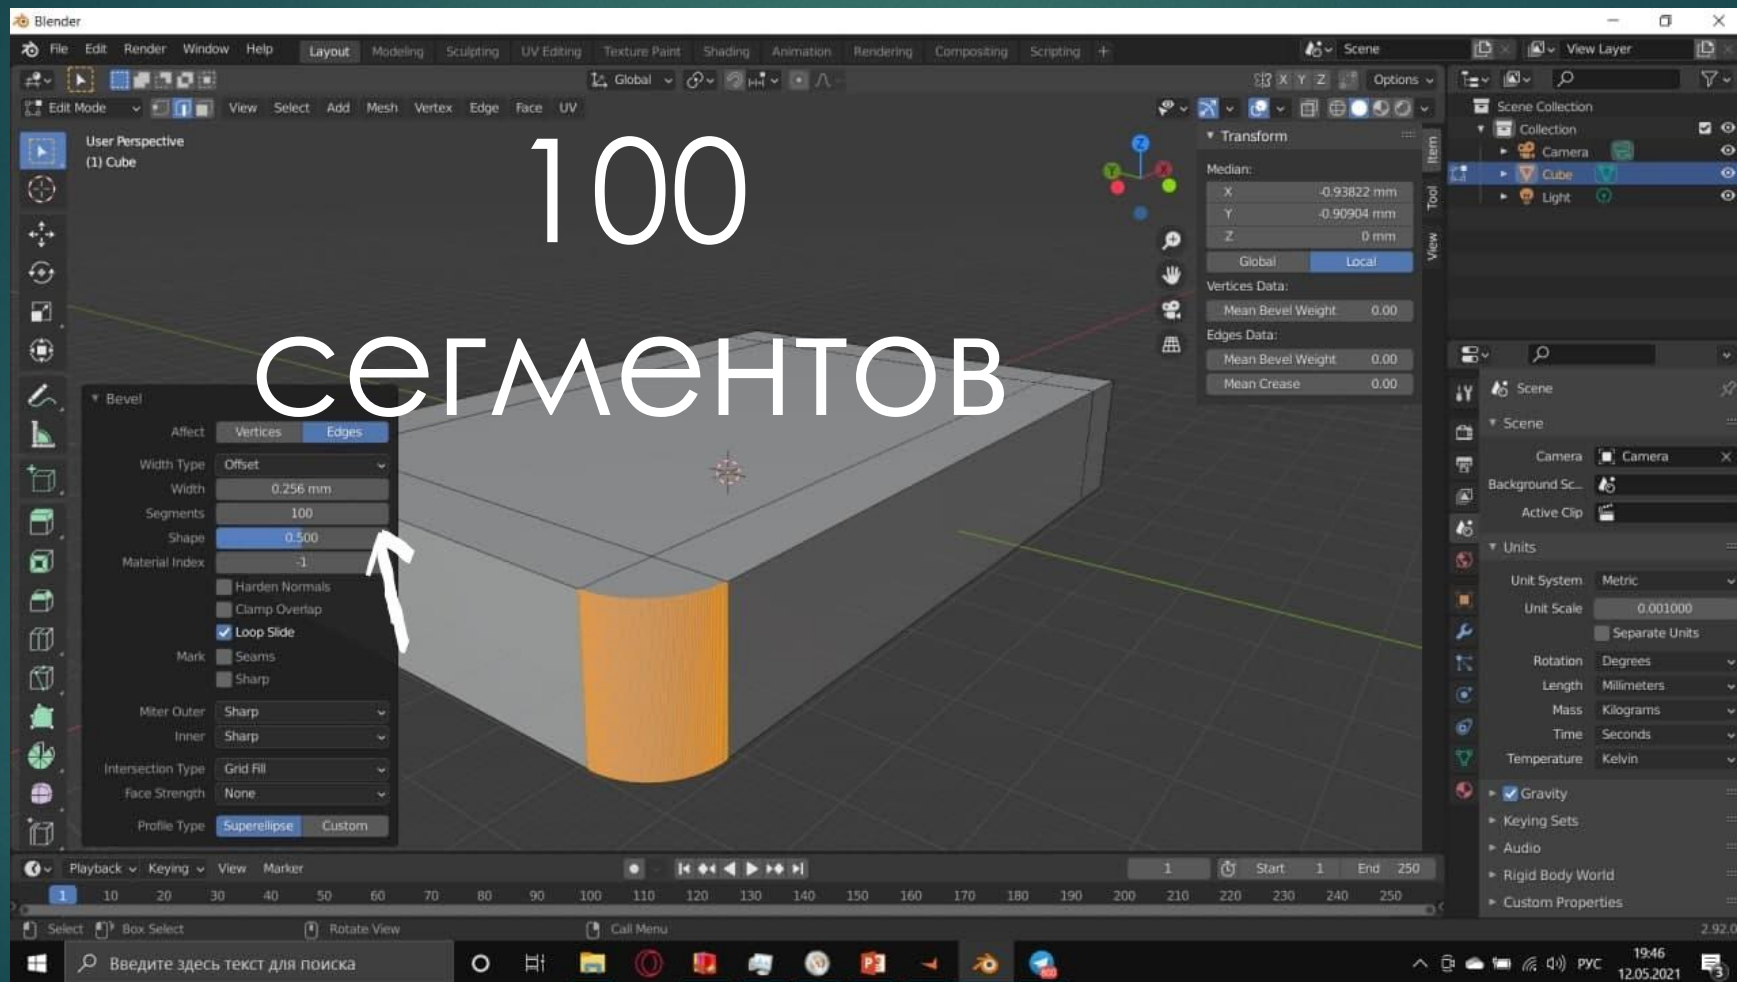 Blender
File Edit Render Window Help Layout Modeling Sculpting UV Editing Texture Paint Shading Animation Rendering Compositing Scripting + Scene View Layer
Global X Y Z Options
Edit Mode View Select Add Mesh Vertex Edge Face UV
User Perspective
(1) Cube
100
сегментов
Bevel
Affect Vertices Edges
Width Type Offset
Width 0.256 mm
Segments 100
Shape 0.500
Material Index -1
Harden Normals
Clamp Overlap
Loop Slide
Mark Seams
Sharp
Miter Outer Sharp
Inner Sharp
Intersection Type Grid Fill
Face Strength None
Profile Type Superellipse Custom
Z
Y X
Transform
Median:
X -0.93822 mm
Y -0.90904 mm
Z 0 mm
Global Local
Vertices Data:
Mean Bevel Weight 0.00
Edges Data:
Mean Bevel Weight 0.00
Mean Crease 0.00
Item
Tool
View
Scene Collection
Collection
Camera
Cube
Light
Scene
Scene
Camera Camera
Background Sc...
Active Clip
Units
Unit System Metric
Unit Scale 0.001000
Separate Units
Rotation Degrees
Length Millimeters
Mass Kilograms
Time Seconds
Temperature Kelvin
Gravity
Keying Sets
Audio
Rigid Body World
Custom Properties
Playback Keying View Marker 1 Start 1 End 250
1 10 20 30 40 50 60 70 80 90 100 110 120 130 140 150 160 170 180 190 200 210 220 230 240 250
Select Box Select Rotate View Call Menu 2.92.0
Введите здесь текст для поиска РУС 19:46
12.05.2021 3